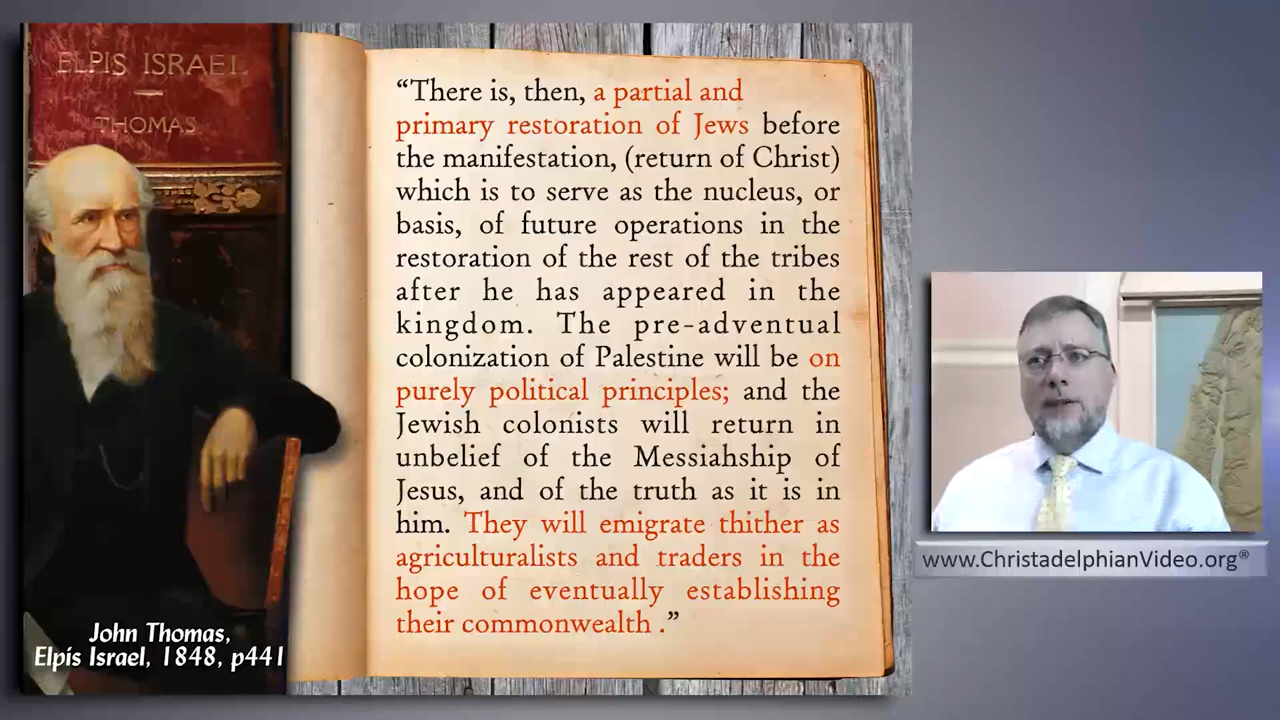 ELPIS ISRAEL
THOMAS
“There is, then, a partial and
primary restoration of Jews before
the manifestation, (return of Christ)
which is to serve as the nucleus, or
basis, of future operations in the
restoration of the rest of the tribes
after he has appeared in the
kingdom. The pre-adventual
colonization of Palestine will be on
purely political principles; and the
Jewish colonists will return in
unbelief of the Messiahship of
Jesus, and of the truth as it is in
him. They will emigrate thither as
agriculturalists and traders in the
hope of eventually establishing
their commonwealth .”
John Thomas,
Elpis Israel, 1848, p441
www.ChristadelphianVideo.org®